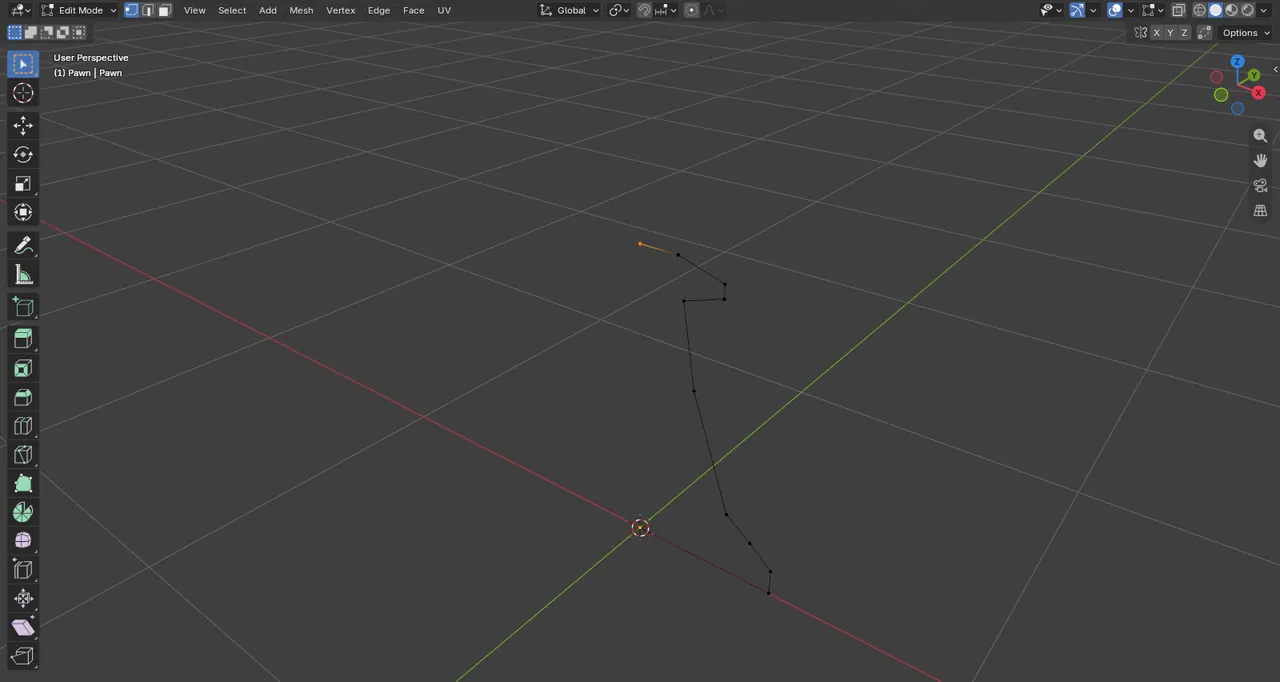 Edit Mode View Select Add Mesh Vertex Edge Face UV Global
X Y Z Options
User Perspective
(1) Pawn | Pawn
Z
Y
X